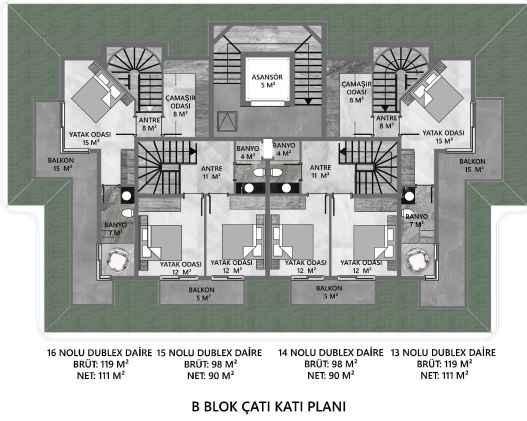 ASANSÖR
5 M²
ÇAMAŞIR
ODASI
8 M²
ÇAMAŞIR
ODASI
8 M²
ANTRE
8 M²
ANTRE
8 M²
YATAK ODASI
15 M²
YATAK ODASI
15 M²
BALKON
15 M²
BALKON
15 M²
BANYO
4 M²
BANYO
4 M²
ANTRE
11 M²
ANTRE
11 M²
BANYO
7 M²
BANYO
7 M²
YATAK ODASI
12 M²
YATAK ODASI
12 M²
YATAK ODASI
12 M²
YATAK ODASI
12 M²
BALKON
5 M²
BALKON
5 M²
16 NOLU DUBLEX DAİRE
BRÜT: 119 M²
NET: 111 M²
15 NOLU DUBLEX DAİRE
BRÜT: 98 M²
NET: 90 M²
14 NOLU DUBLEX DAİRE
BRÜT: 98 M²
NET: 90 M²
13 NOLU DUBLEX DAİRE
BRÜT: 119 M²
NET: 111 M²
B BLOK ÇATI KATI PLANI